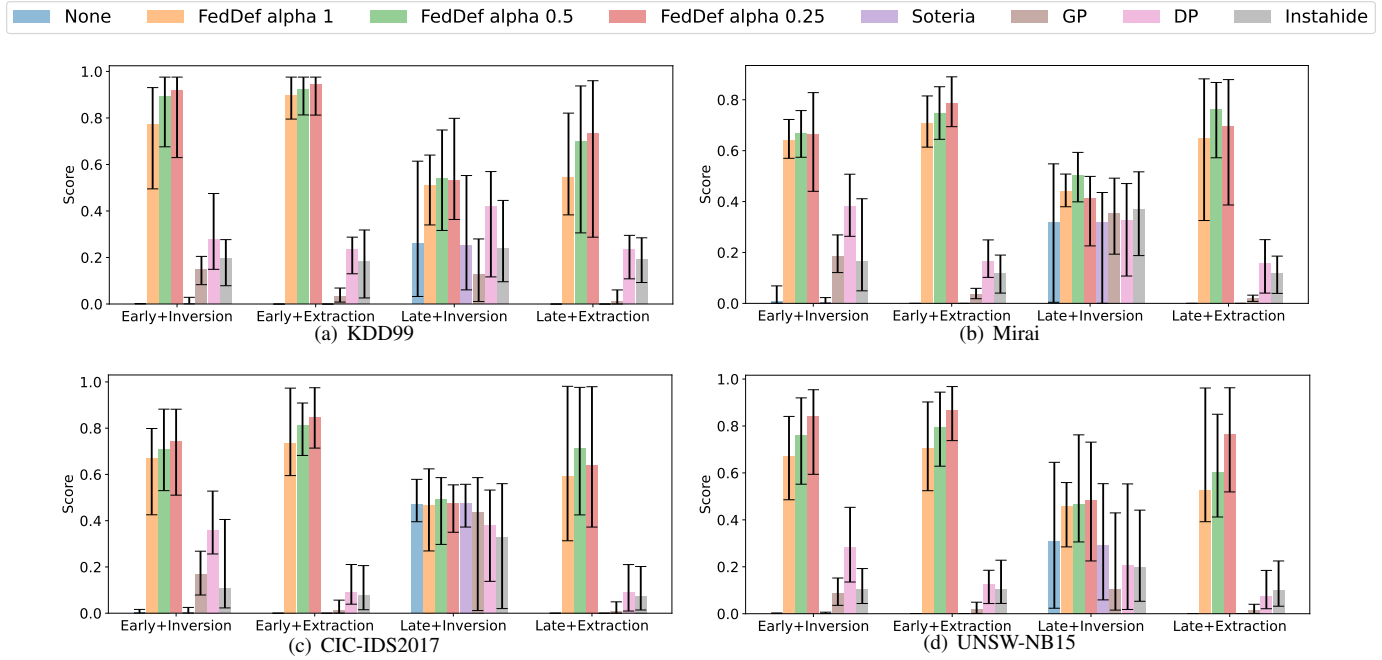 None FedDef alpha 1 FedDef alpha 0.5 FedDef alpha 0.25 Soteria GP DP Instahide
1.0
0.8
0.6
0.4
0.2
0.0
Score
Early+Inversion Early+Extraction Late+Inversion Late+Extraction
(a) KDD99
0.8
0.6
0.4
0.2
0.0
Score
Early+Inversion Early+Extraction Late+Inversion Late+Extraction
(b) Mirai
1.0
0.8
0.6
0.4
0.2
0.0
Score
Early+Inversion Early+Extraction Late+Inversion Late+Extraction
(c) CIC-IDS2017
1.0
0.8
0.6
0.4
0.2
0.0
Score
Early+Inversion Early+Extraction Late+Inversion Late+Extraction
(d) UNSW-NB15